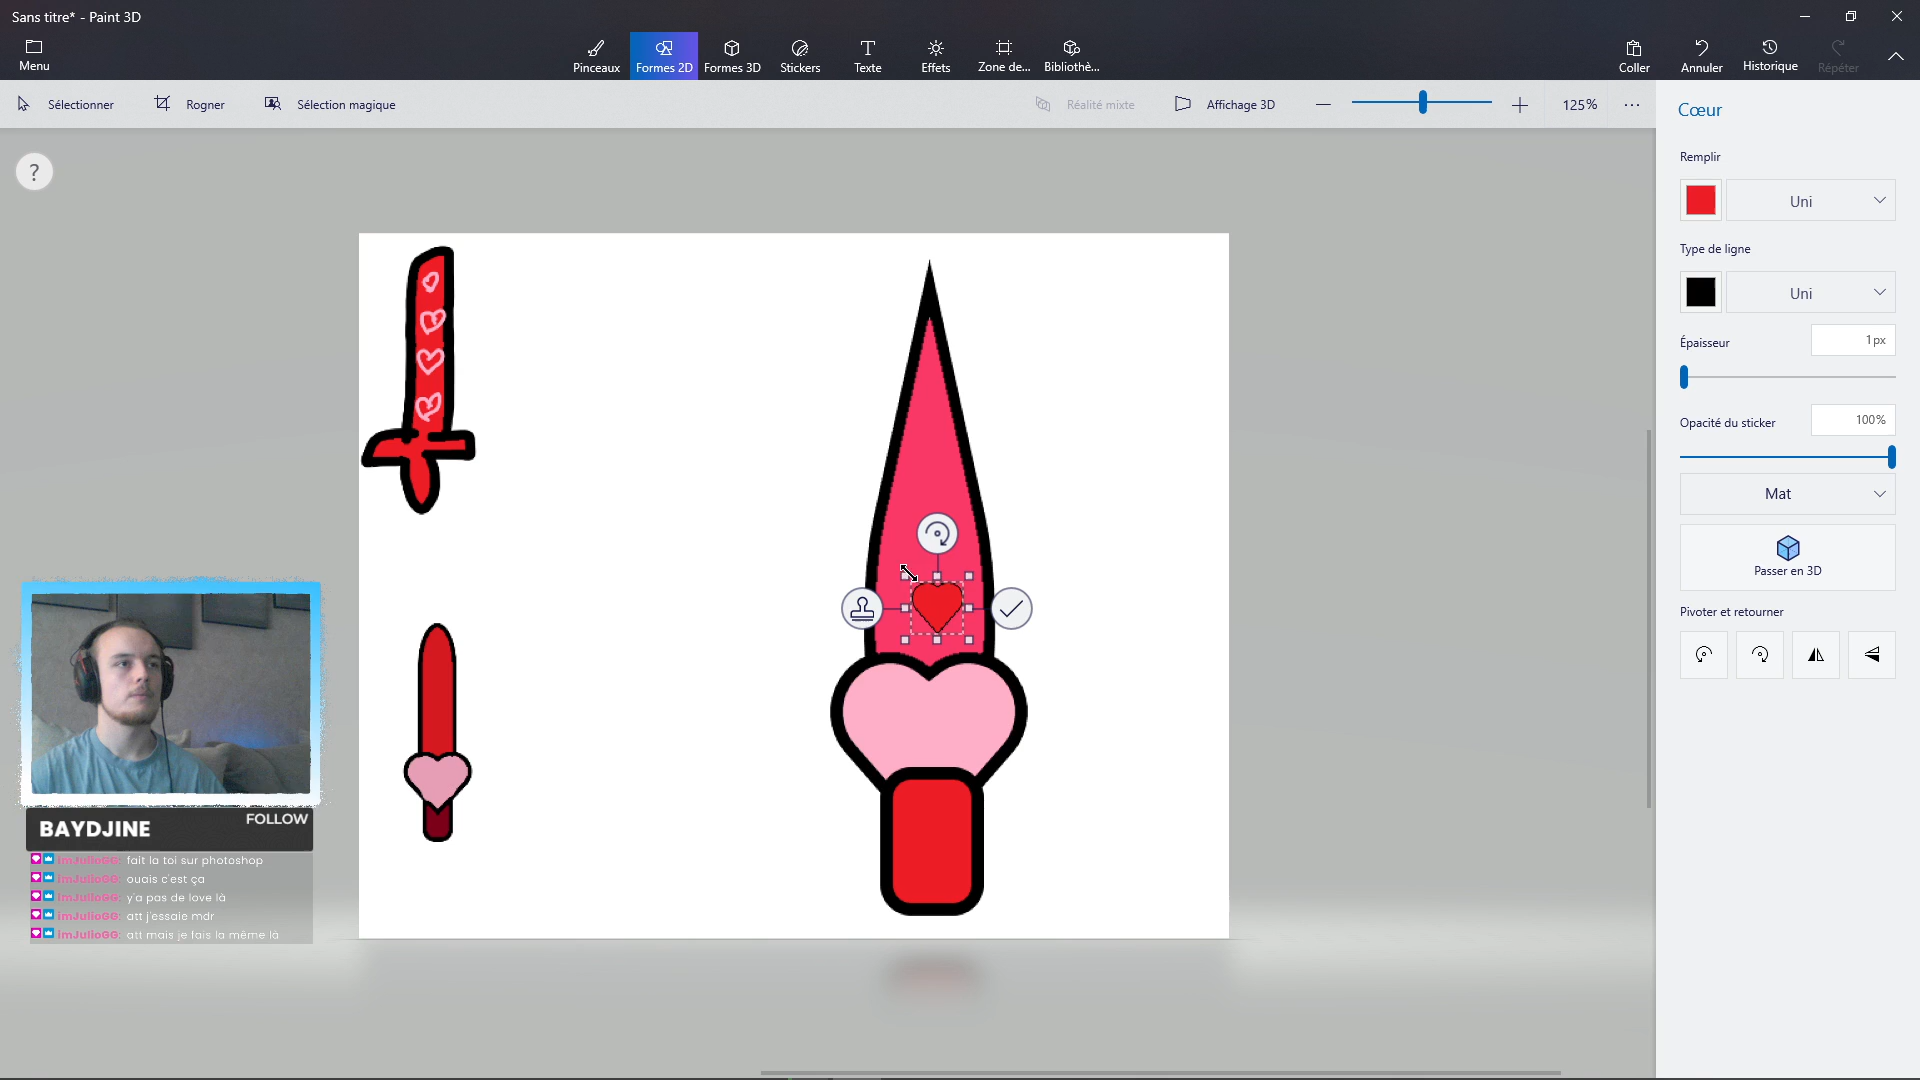 Sans titre* - Paint 3D
Menu
Pinceaux
Formes 2D
Formes 3D
Stickers
Texte
Effets
Zone de...
Bibliothè...
Coller
Annuler
Historique
Répéter
Sélectionner
Rogner
Sélection magique
Réalité mixte
Affichage 3D
125%
?
Cœur
Remplir
Uni
Type de ligne
Uni
Épaisseur
1px
Opacité du sticker
100%
Mat
Passer en 3D
Pivoter et retourner
BAYDJINE
FOLLOW
imJulioGG: fait la toi sur photoshop
imJulioGG: ouais c'est ça
imJulioGG: y'a pas de love là
imJulioGG: att j'essaie mdr
imJulioGG: att mais je fais la même là